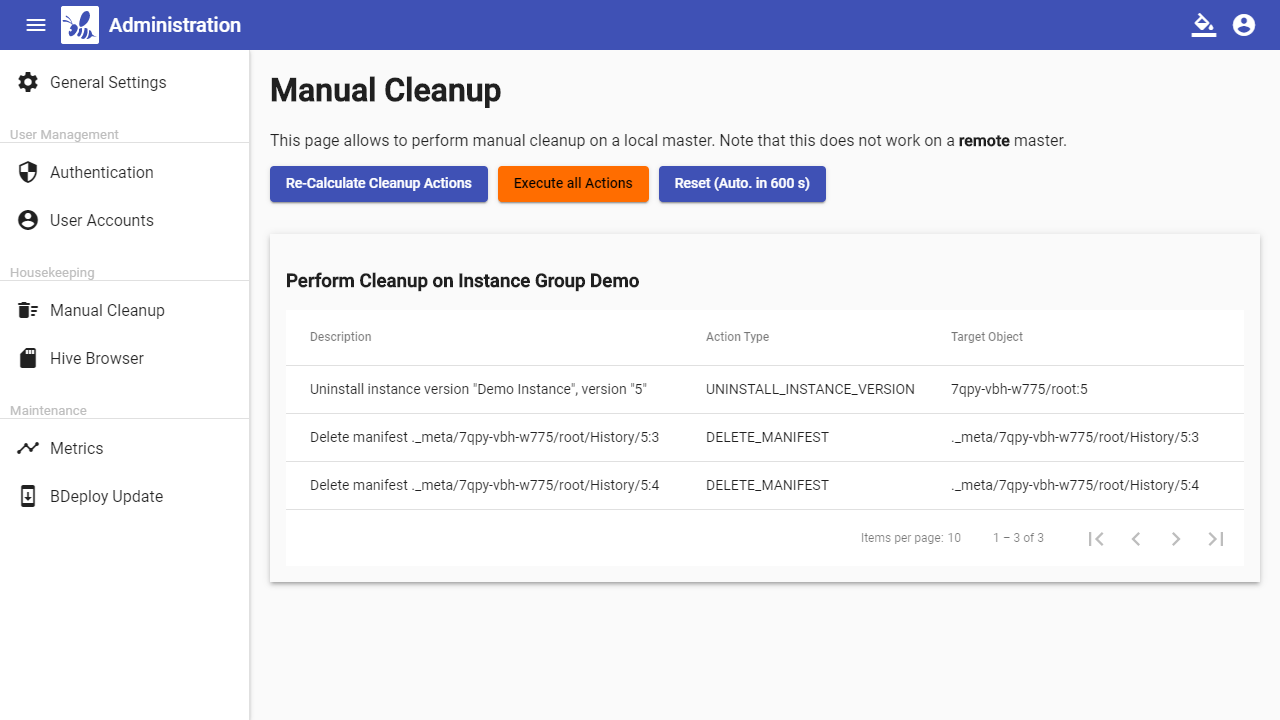 Administration
General Settings
User Management
Authentication
User Accounts
Housekeeping
Manual Cleanup
Hive Browser
Maintenance
Metrics
BDeploy Update
Manual Cleanup
This page allows to perform manual cleanup on a local master. Note that this does not work on a remote master.
Re-Calculate Cleanup Actions Execute all Actions Reset (Auto. in 600 s)
Perform Cleanup on Instance Group Demo
Description Action Type Target Object
Uninstall instance version "Demo Instance", version "5" UNINSTALL_INSTANCE_VERSION 7qpy-vbh-w775/root:5
Delete manifest ._meta/7qpy-vbh-w775/root/History/5:3 DELETE_MANIFEST ._meta/7qpy-vbh-w775/root/History/5:3
Delete manifest ._meta/7qpy-vbh-w775/root/History/5:4 DELETE_MANIFEST ._meta/7qpy-vbh-w775/root/History/5:4
Items per page: 10 1 – 3 of 3